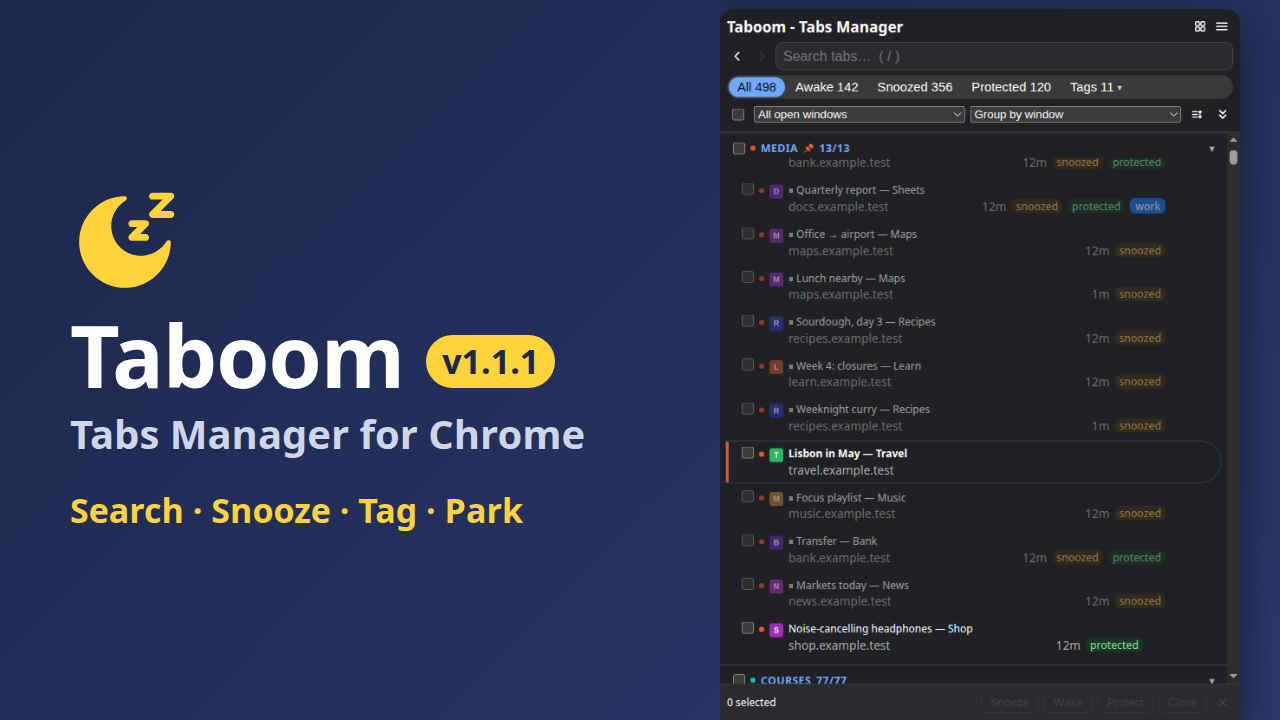 Taboom v1.1.1
Tabs Manager for Chrome
Search · Snooze · Tag · Park
Taboom - Tabs Manager
Search tabs… ( / )
All 498 Awake 142 Snoozed 356 Protected 120 Tags 11 ▾
All open windows Group by window
MEDIA 📌 13/13 ▾
bank.example.test 12m snoozed protected
D Quarterly report — Sheets
docs.example.test 12m snoozed protected work
M Office → airport — Maps
maps.example.test 12m snoozed
M Lunch nearby — Maps
maps.example.test 1m snoozed
R Sourdough, day 3 — Recipes
recipes.example.test 12m snoozed
L Week 4: closures — Learn
learn.example.test 12m snoozed
R Weeknight curry — Recipes
recipes.example.test 1m snoozed
T Lisbon in May — Travel
travel.example.test
M Focus playlist — Music
music.example.test 12m snoozed
B Transfer — Bank
bank.example.test 12m snoozed protected
N Markets today — News
news.example.test 12m snoozed
S Noise-cancelling headphones — Shop
shop.example.test 12m protected
COURSES 77/77 ▾
0 selected Snooze Wake Protect Close ✕